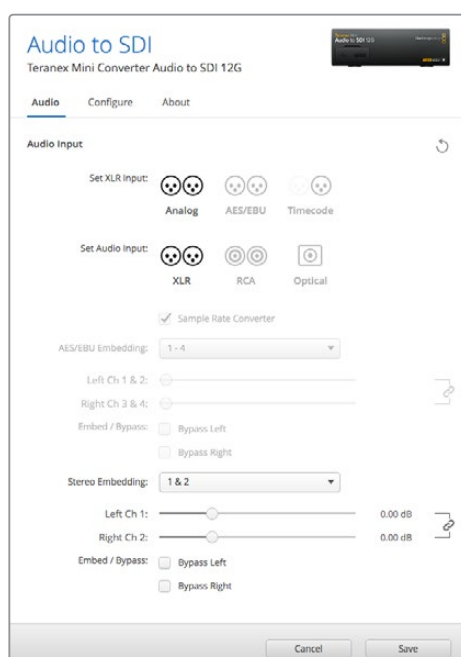 Audio to SDI
Teranex Mini Converter Audio to SDI 12G
Audio Configure About
Audio Input
Set XLR Input:
Analog AES/EBU Timecode
Set Audio Input:
XLR RCA Optical
Sample Rate Converter
AES/EBU Embedding: 1 - 4
Left Ch 1 & 2:
Right Ch 3 & 4:
Embed / Bypass: Bypass Left
Bypass Right
Stereo Embedding: 1 & 2
Left Ch 1: 0.00 dB
Right Ch 2: 0.00 dB
Embed / Bypass: Bypass Left
Bypass Right
Cancel Save